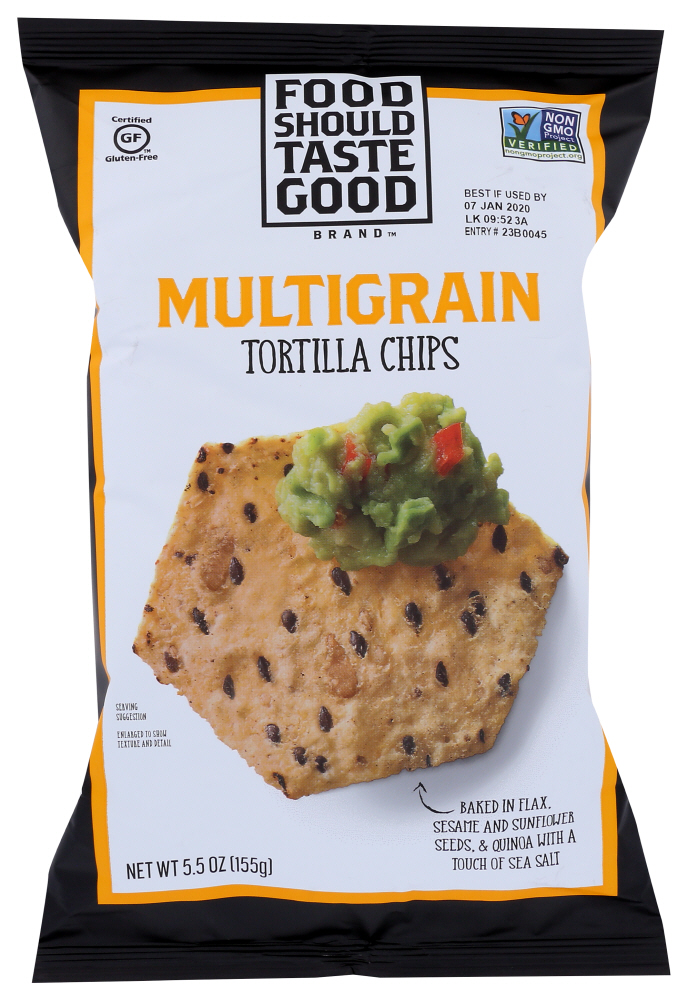 FOOD
SHOULD
TASTE
GOOD
BRAND™
Certified
GF
™
Gluten-Free
NON
GMO
Project
VERIFIED
nongmoproject.org
BEST IF USED BY
07 JAN 2020
LK 09:52 3A
ENTRY # 23B0045
MULTIGRAIN
TORTILLA CHIPS
SERVING
SUGGESTION
ENLARGED TO SHOW
TEXTURE AND DETAIL
BAKED IN FLAX,
SESAME AND SUNFLOWER
SEEDS, & QUINOA WITH A
TOUCH OF SEA SALT
NET WT 5.5 OZ (155g)